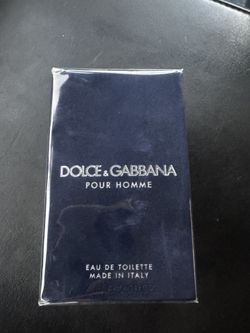 DOLCE & GABBANA
POUR HOMME
EAU DE TOILETTE
MADE IN ITALY